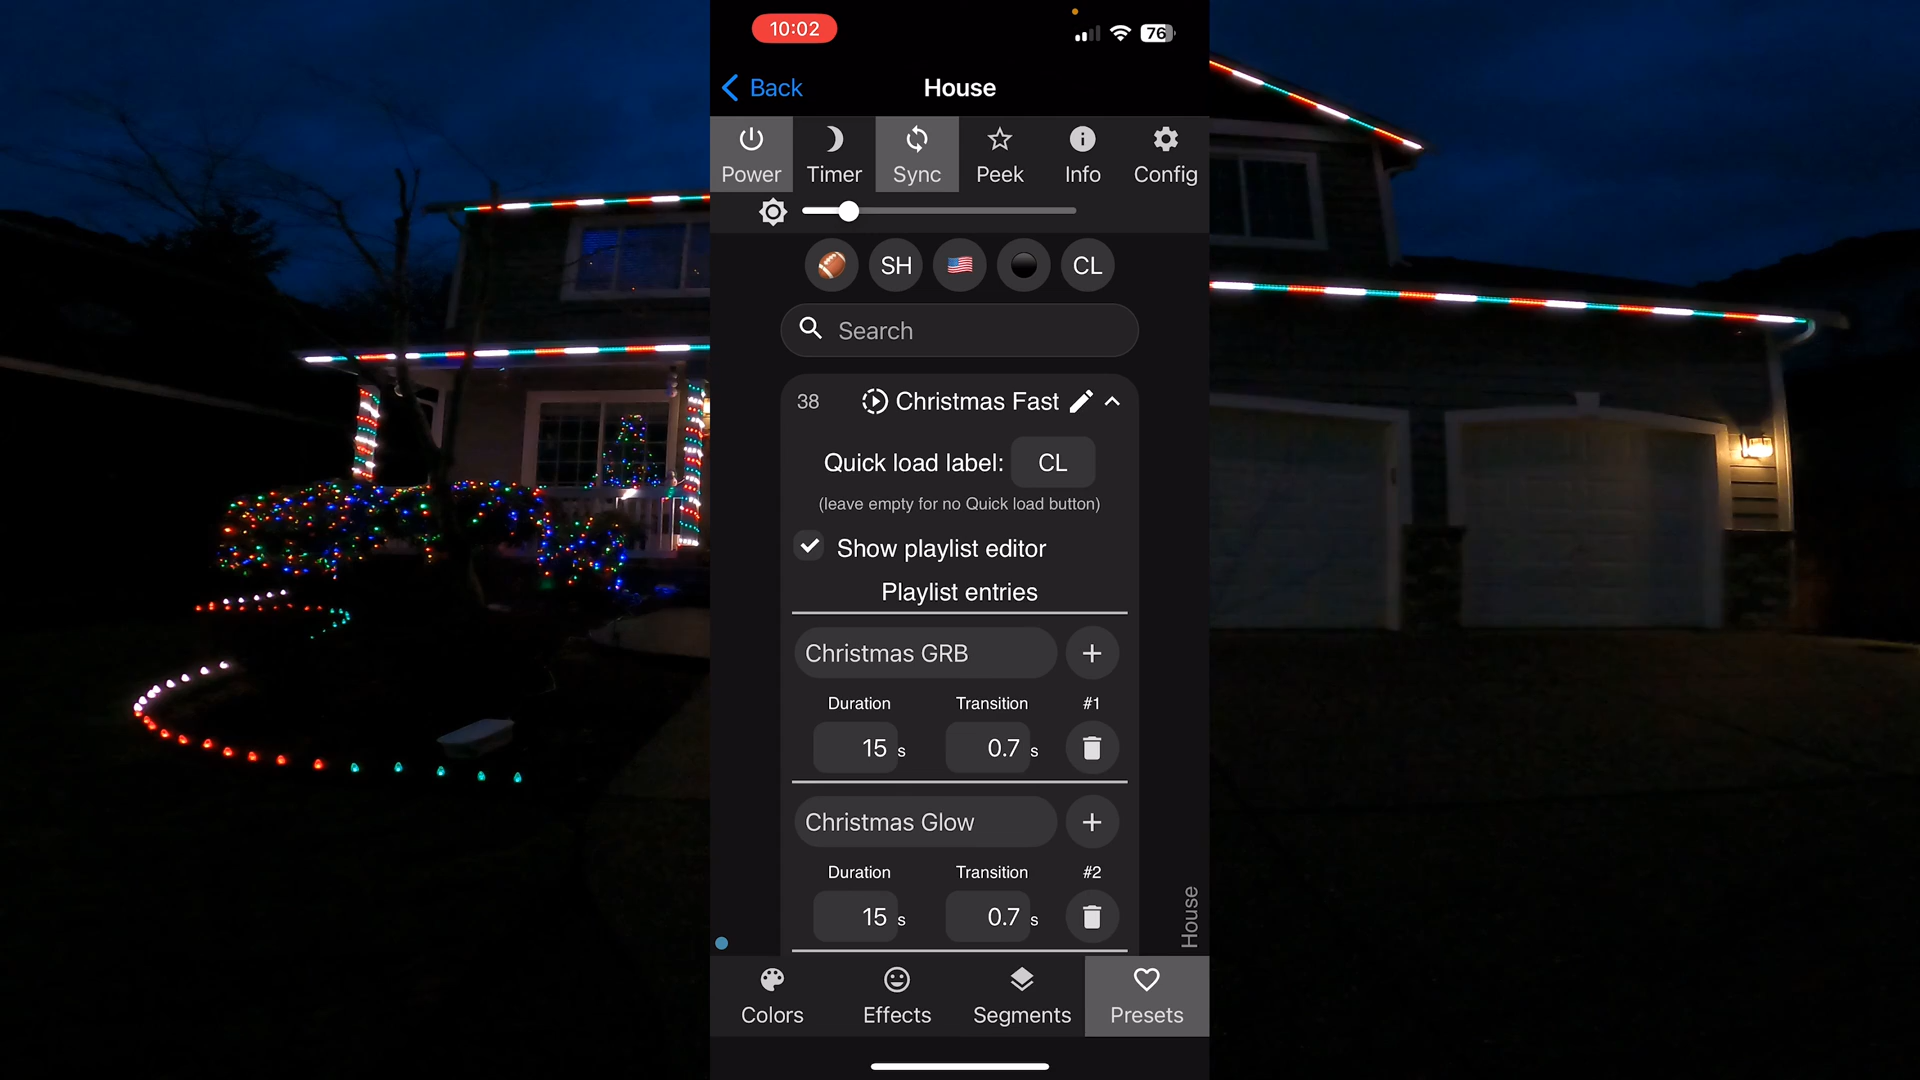 10:02
76
Back
House
Power
Timer
Sync
Peek
Info
Config
SH
CL
Search
38
Christmas Fast
Quick load label: CL
(leave empty for no Quick load button)
Show playlist editor
Playlist entries
Christmas GRB
Duration Transition #1
15 s 0.7 s
Christmas Glow
Duration Transition #2
15 s 0.7 s
House
Colors
Effects
Segments
Presets